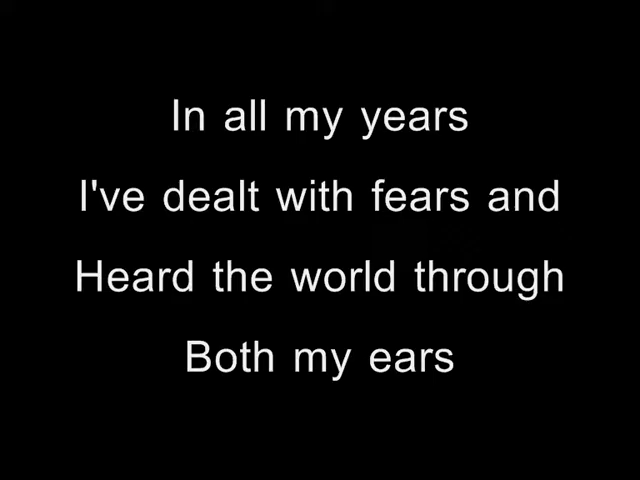 In all my years
I've dealt with fears and
Heard the world through
Both my ears